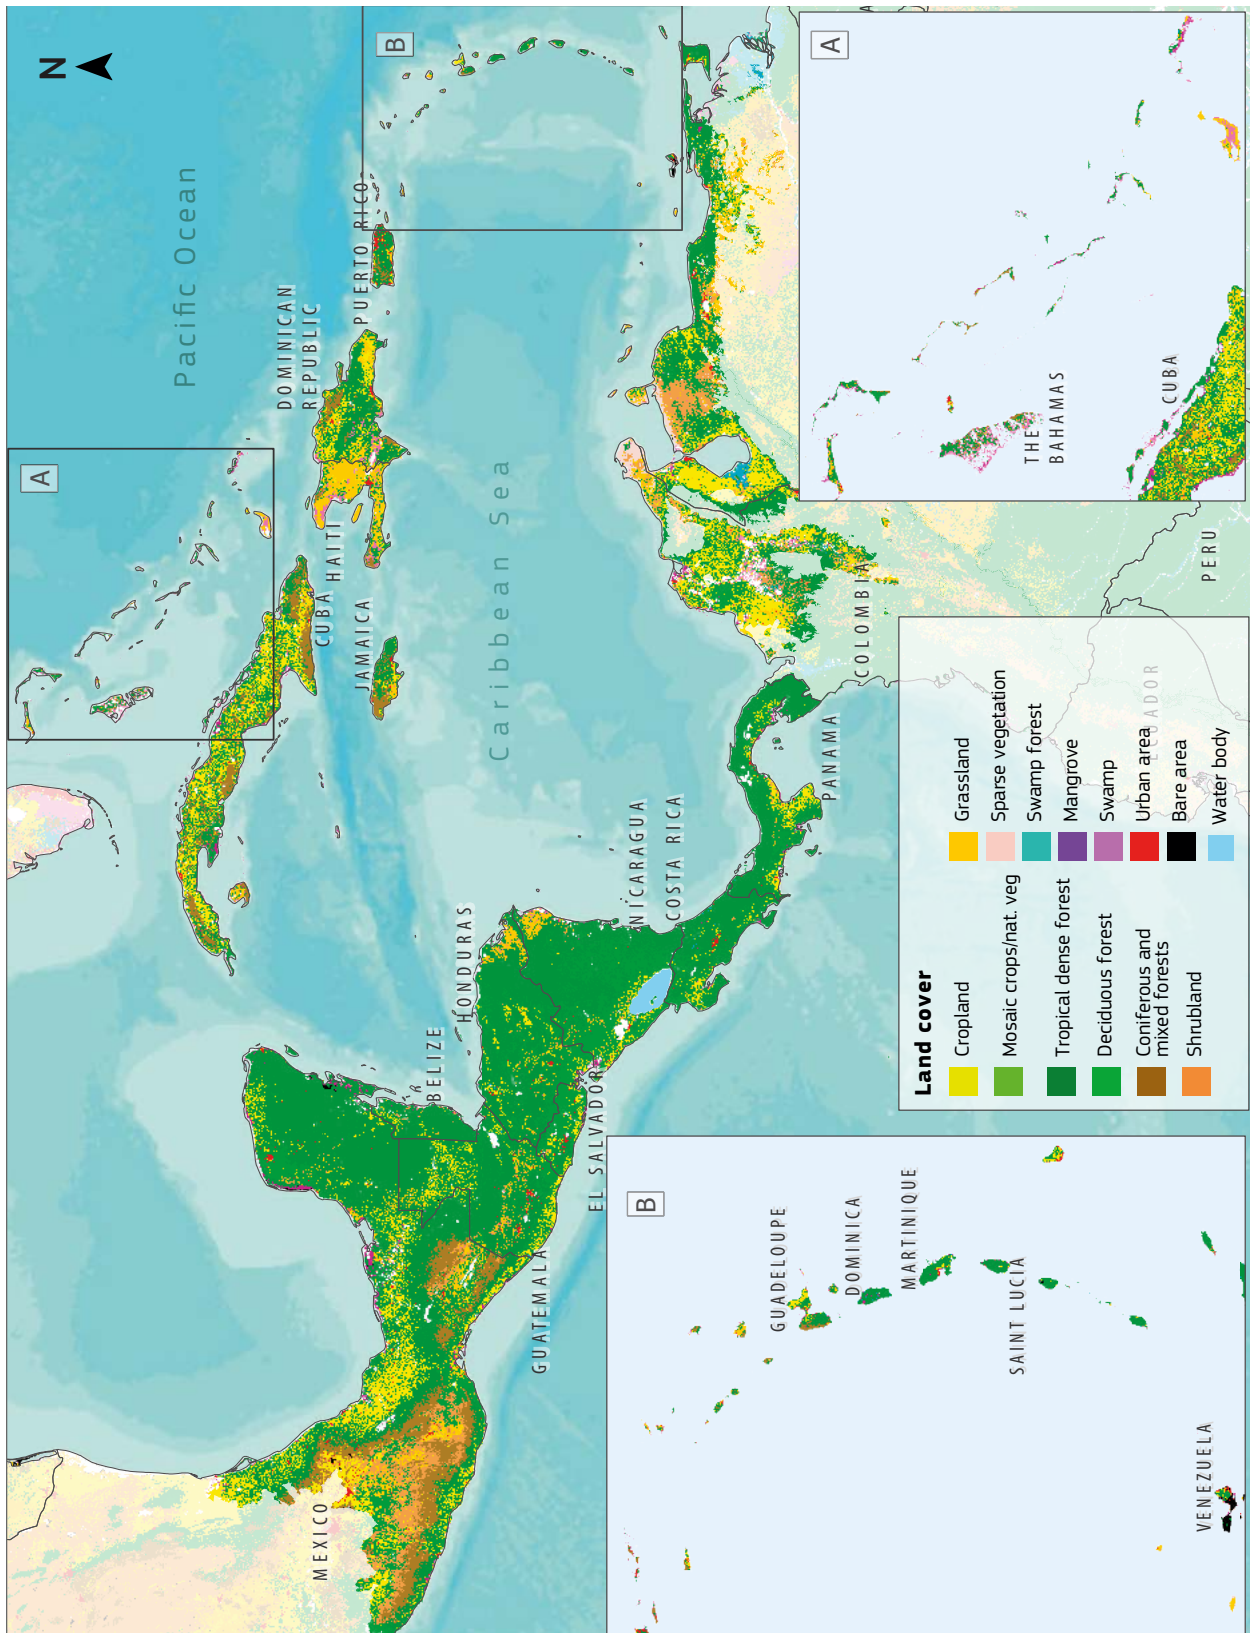 N
Pacific Ocean
A
B
DOMINICAN
REPUBLIC
PUERTO RICO
CUBA
HAITI
JAMAICA
Caribbean Sea
MEXICO
BELIZE
HONDURAS
GUATEMALA
EL SALVADOR
NICARAGUA
COSTA RICA
PANAMA
COLOMBIA
ECUADOR
PERU
Land cover
Cropland
Mosaic crops/nat. veg
Tropical dense forest
Deciduous forest
Coniferous and
mixed forests
Shrubland
Grassland
Sparse vegetation
Swamp forest
Mangrove
Swamp
Urban area
Bare area
Water body
B
GUADELOUPE
DOMINICA
MARTINIQUE
SAINT LUCIA
VENEZUELA
A
THE
BAHAMAS
CUBA